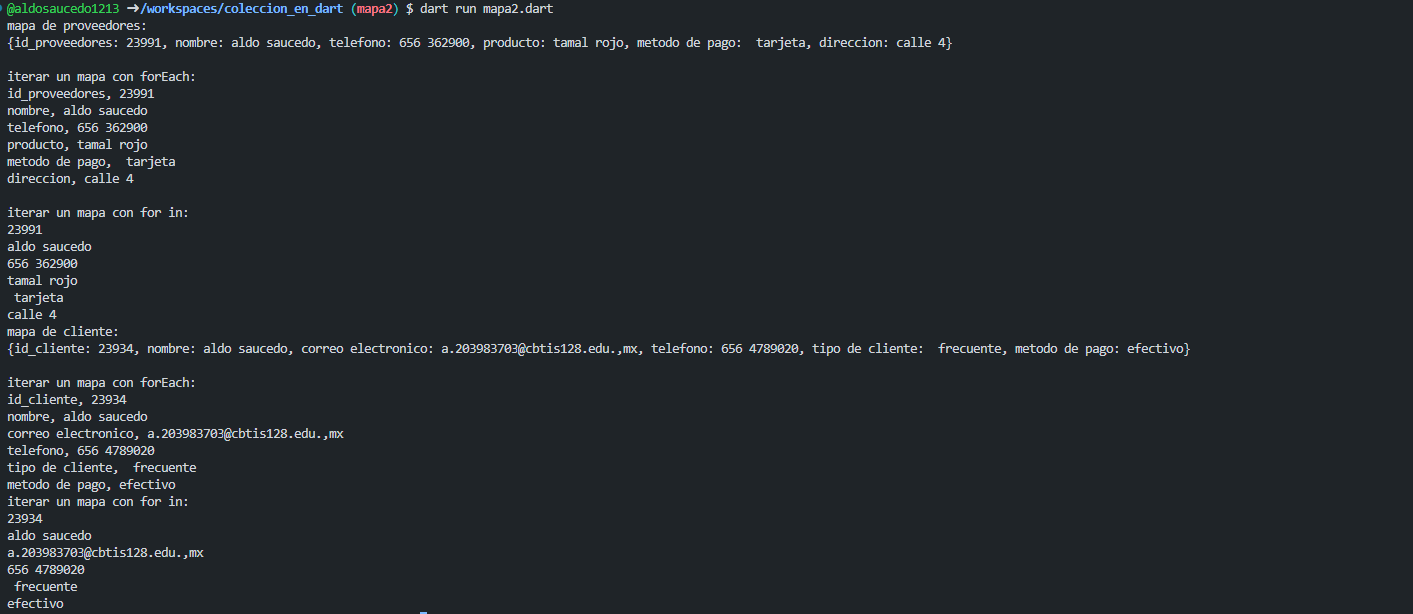 @aldosaucedo1213 ➜/workspaces/coleccion_en_dart (mapa2) $ dart run mapa2.dart
mapa de proveedores:
{id_proveedores: 23991, nombre: aldo saucedo, telefono: 656 362900, producto: tamal rojo, metodo de pago:  tarjeta, direccion: calle 4}

iterar un mapa con forEach:
id_proveedores, 23991
nombre, aldo saucedo
telefono, 656 362900
producto, tamal rojo
metodo de pago,  tarjeta
direccion, calle 4

iterar un mapa con for in:
23991
aldo saucedo
656 362900
tamal rojo
 tarjeta
calle 4
mapa de cliente:
{id_cliente: 23934, nombre: aldo saucedo, correo electronico: a.203983703@cbtis128.edu.,mx, telefono: 656 4789020, tipo de cliente:  frecuente, metodo de pago: efectivo}

iterar un mapa con forEach:
id_cliente, 23934
nombre, aldo saucedo
correo electronico, a.203983703@cbtis128.edu.,mx
telefono, 656 4789020
tipo de cliente,  frecuente
metodo de pago, efectivo
iterar un mapa con for in:
23934
aldo saucedo
a.203983703@cbtis128.edu.,mx
656 4789020
 frecuente
efectivo